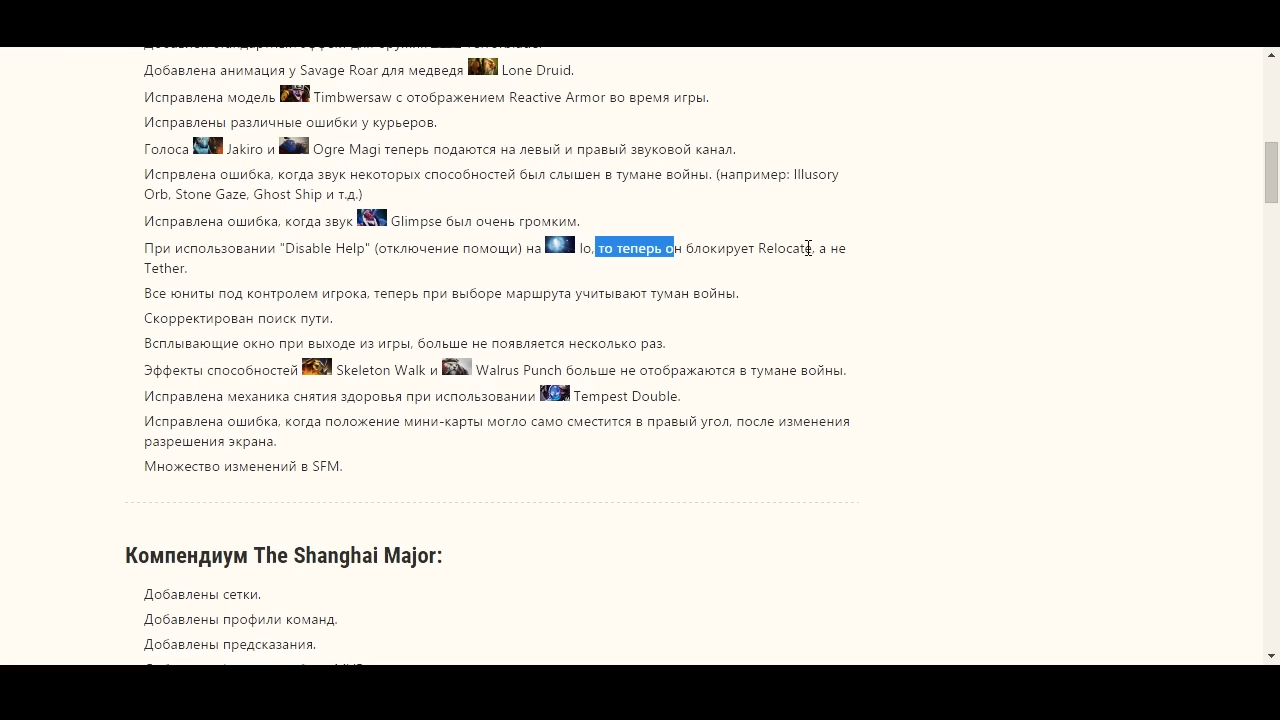 Добавлена анимация у Savage Roar для медведя Lone Druid.
Исправлена модель Timbwersaw с отображением Reactive Armor во время игры.
Исправлены различные ошибки у курьеров.
Голоса Jakiro и Ogre Magi теперь подаются на левый и правый звуковой канал.
Испрвлена ошибка, когда звук некоторых способностей был слышен в тумане войны. (например: Illusory
Orb, Stone Gaze, Ghost Ship и т.д.)
Исправлена ошибка, когда звук Glimpse был очень громким.
При использовании "Disable Help" (отключение помощи) на Io, то теперь он блокирует Relocate, а не
Tether.
Все юниты под контролем игрока, теперь при выборе маршрута учитывают туман войны.
Скорректирован поиск пути.
Всплывающие окно при выходе из игры, больше не появляется несколько раз.
Эффекты способностей Skeleton Walk и Walrus Punch больше не отображаются в тумане войны.
Исправлена механика снятия здоровья при использовании Tempest Double.
Исправлена ошибка, когда положение мини-карты могло само сместится в правый угол, после изменения
разрешения экрана.
Множество изменений в SFM.
Компендиум The Shanghai Major:
Добавлены сетки.
Добавлены профили команд.
Добавлены предсказания.